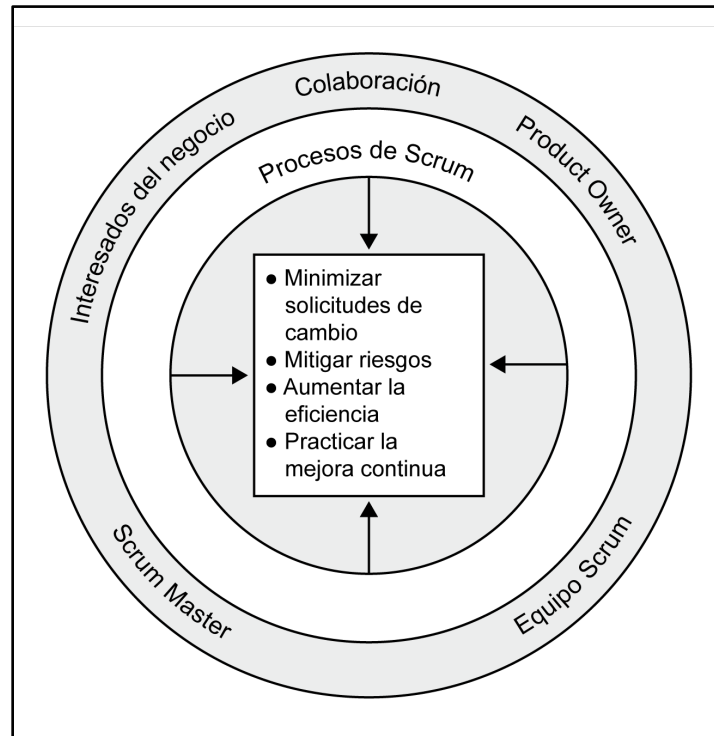 Colaboración
Interesados del negocio
Product Owner
Procesos de Scrum
● Minimizar
solicitudes de
cambio
● Mitigar riesgos
● Aumentar la
eficiencia
● Practicar la
mejora continua
Scrum Master
Equipo Scrum